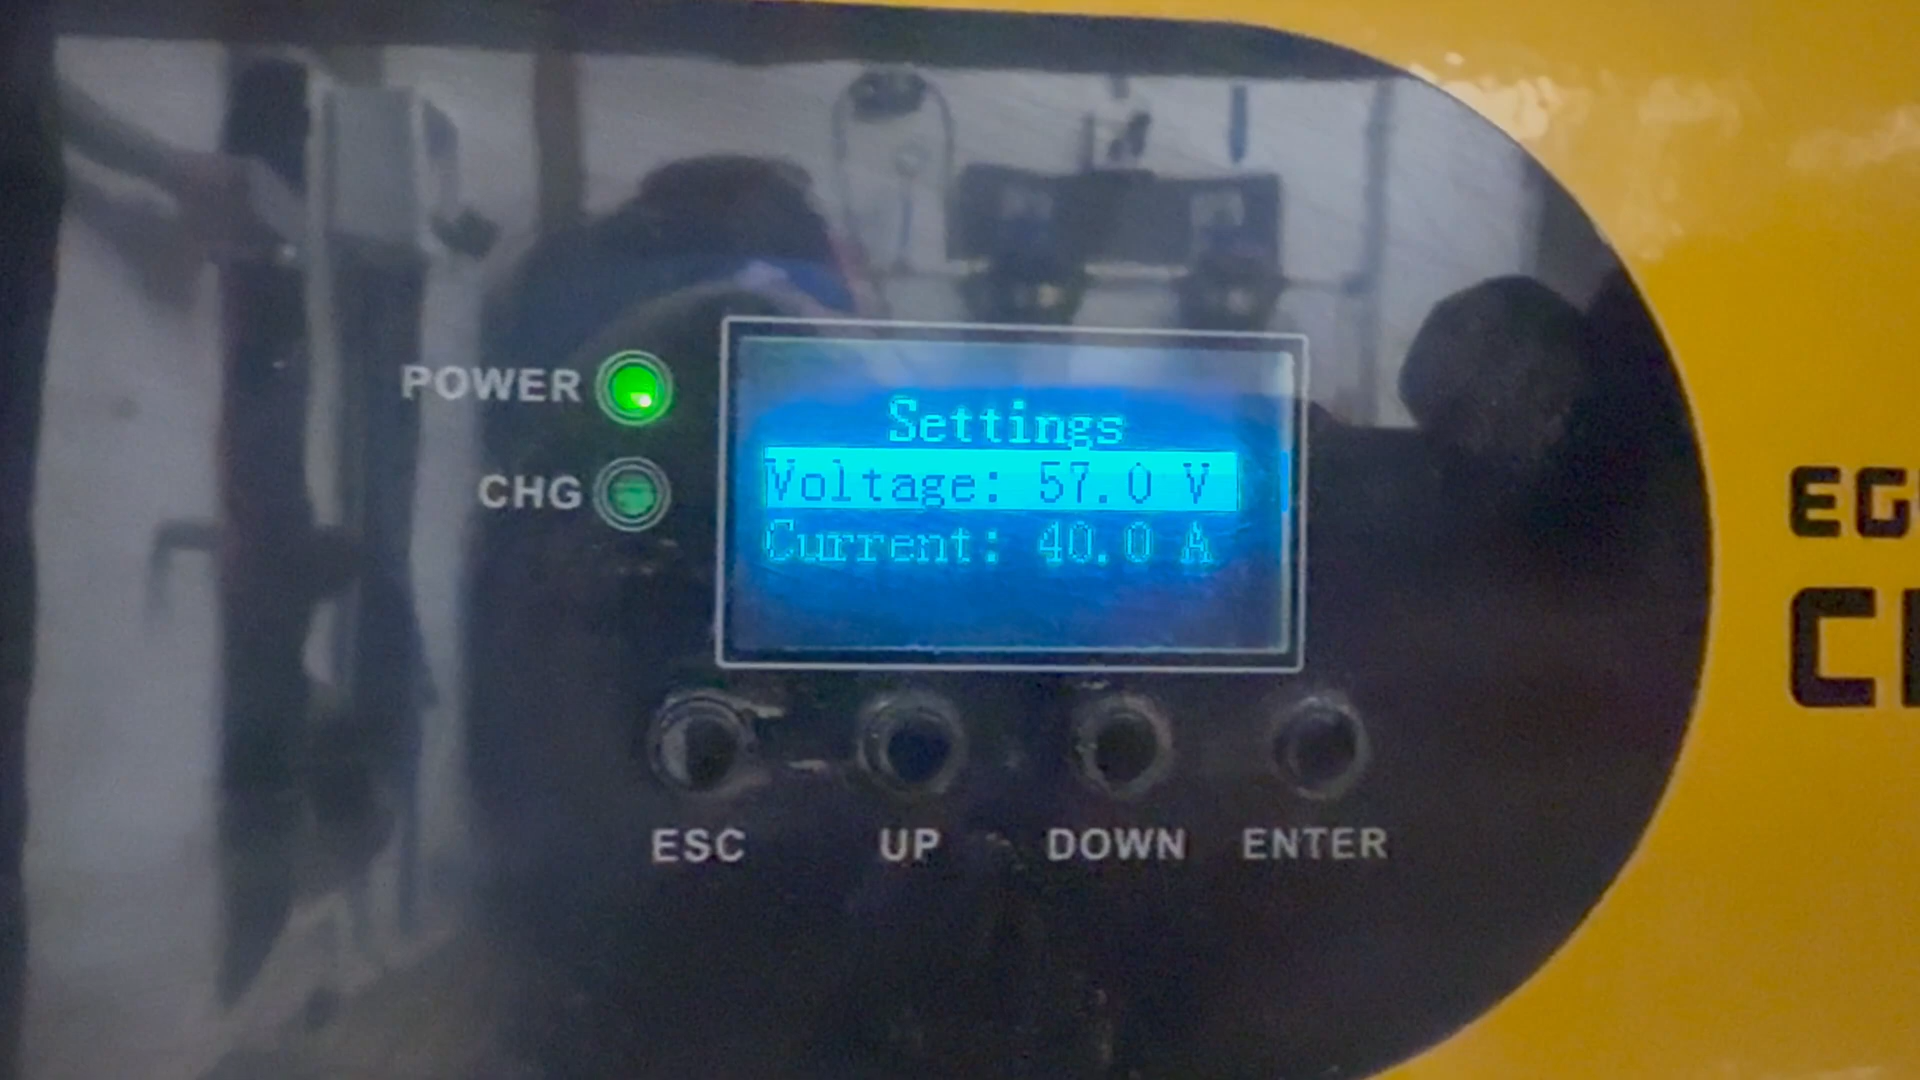 POWER
CHG
Settings
Voltage: 57.0 V
Current: 40.0 A
ESC
UP
DOWN
ENTER